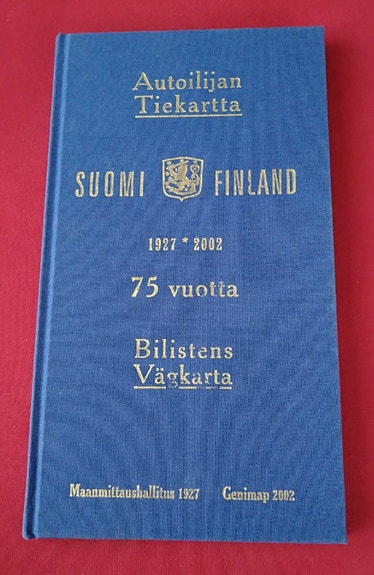 Autoilijan
Tiekartta
SUOMI FINLAND
1927 * 2002
75 vuotta
Bilistens
Vägkarta
Maanmittaushallitus 1927 Genimap 2002